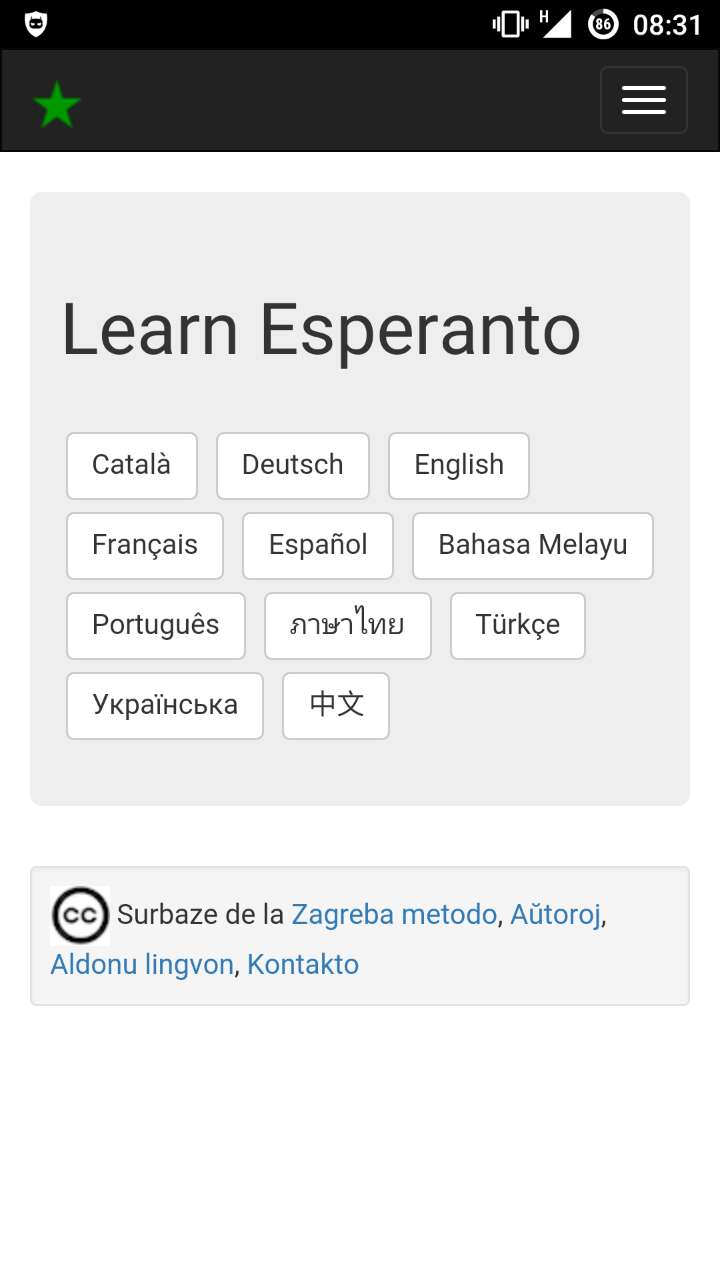 H 86 08:31
Learn Esperanto
Català Deutsch English
Français Español Bahasa Melayu
Português ภาษาไทย Türkçe
Українська 中文
cc Surbaze de la Zagreba metodo, Aŭtoroj,
Aldonu lingvon, Kontakto